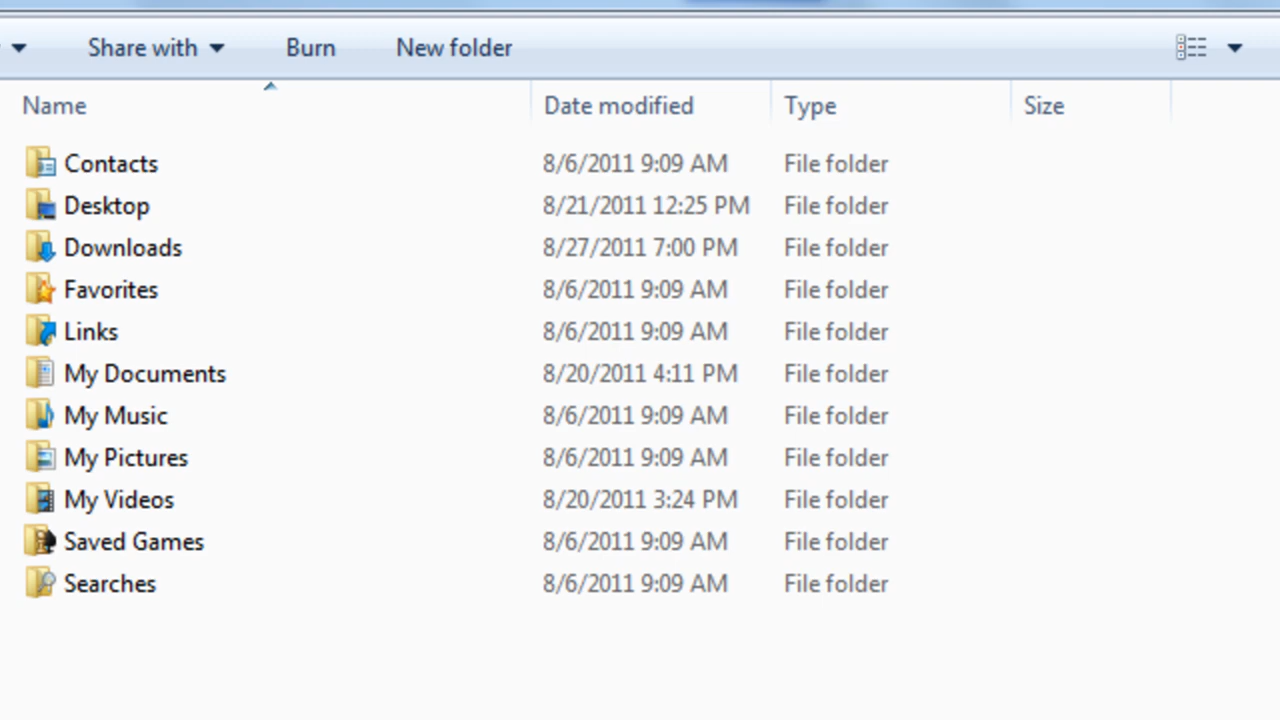 Share with Burn New folder
Name Date modified Type Size
Contacts 8/6/2011 9:09 AM File folder
Desktop 8/21/2011 12:25 PM File folder
Downloads 8/27/2011 7:00 PM File folder
Favorites 8/6/2011 9:09 AM File folder
Links 8/6/2011 9:09 AM File folder
My Documents 8/20/2011 4:11 PM File folder
My Music 8/6/2011 9:09 AM File folder
My Pictures 8/6/2011 9:09 AM File folder
My Videos 8/20/2011 3:24 PM File folder
Saved Games 8/6/2011 9:09 AM File folder
Searches 8/6/2011 9:09 AM File folder